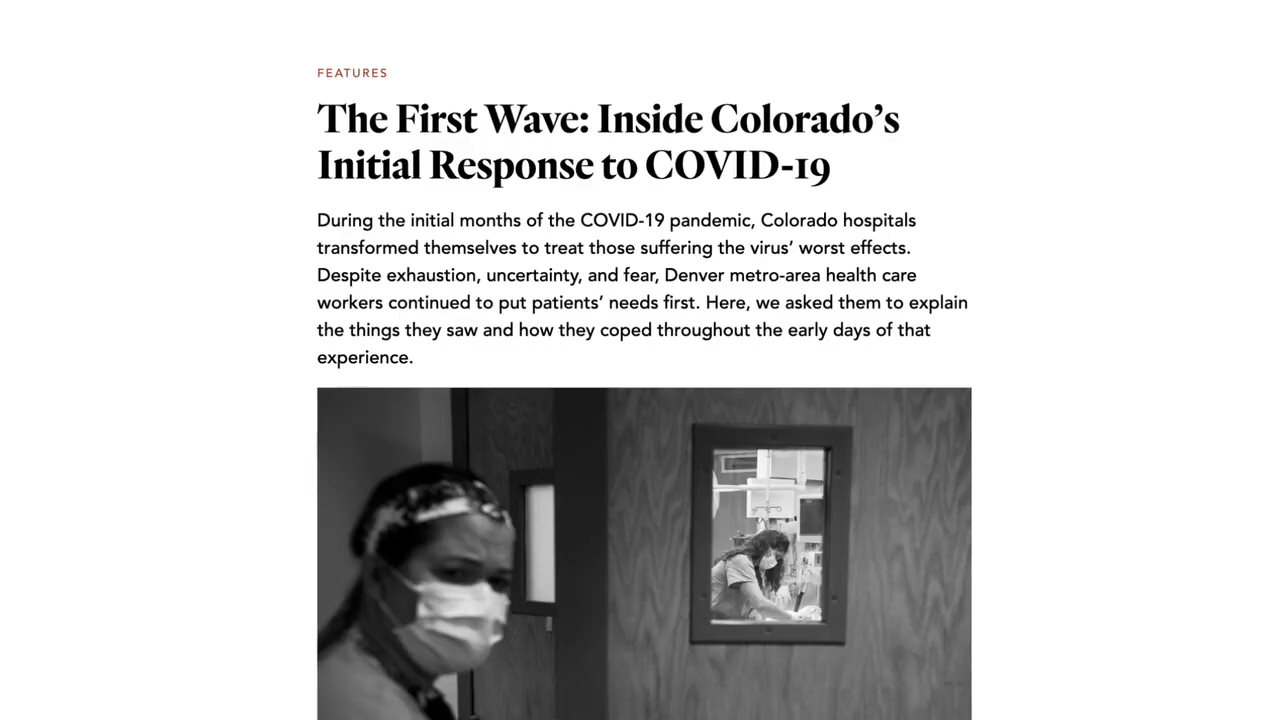 FEATURES
The First Wave: Inside Colorado’s
Initial Response to COVID-19
During the initial months of the COVID-19 pandemic, Colorado hospitals
transformed themselves to treat those suffering the virus’ worst effects.
Despite exhaustion, uncertainty, and fear, Denver metro-area health care
workers continued to put patients’ needs first. Here, we asked them to explain
the things they saw and how they coped throughout the early days of that
experience.